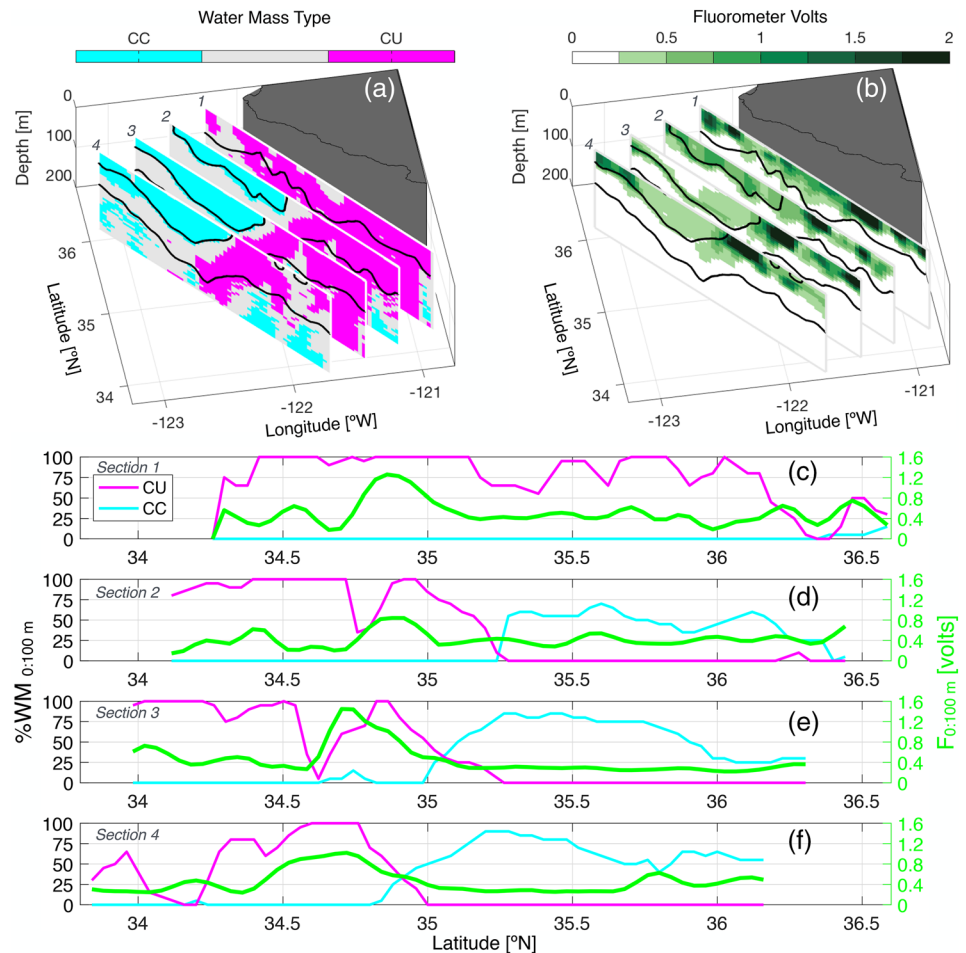 Water Mass Type
CC CU
(a)
0
100
200
Depth [m]
1
2
3
4
36
35
34
Latitude [ºN]
-123
-122
-121
Longitude [ºW]
Fluorometer Volts
0 0.5 1 1.5 2
(b)
0
100
200
Depth [m]
1
2
3
4
36
35
34
Latitude [ºN]
-123
-122
-121
Longitude [ºW]
%WM 0:100 m
F0:100 m [volts]
Section 1
(c)
CU
CC
100
75
50
25
0
1.6
1.2
0.8
0.4
0
34 34.5 35 35.5 36 36.5
Section 2
(d)
100
75
50
25
0
1.6
1.2
0.8
0.4
0
34 34.5 35 35.5 36 36.5
Section 3
(e)
100
75
50
25
0
1.6
1.2
0.8
0.4
0
34 34.5 35 35.5 36 36.5
Section 4
(f)
100
75
50
25
0
1.6
1.2
0.8
0.4
0
34 34.5 35 35.5 36 36.5
Latitude [ºN]